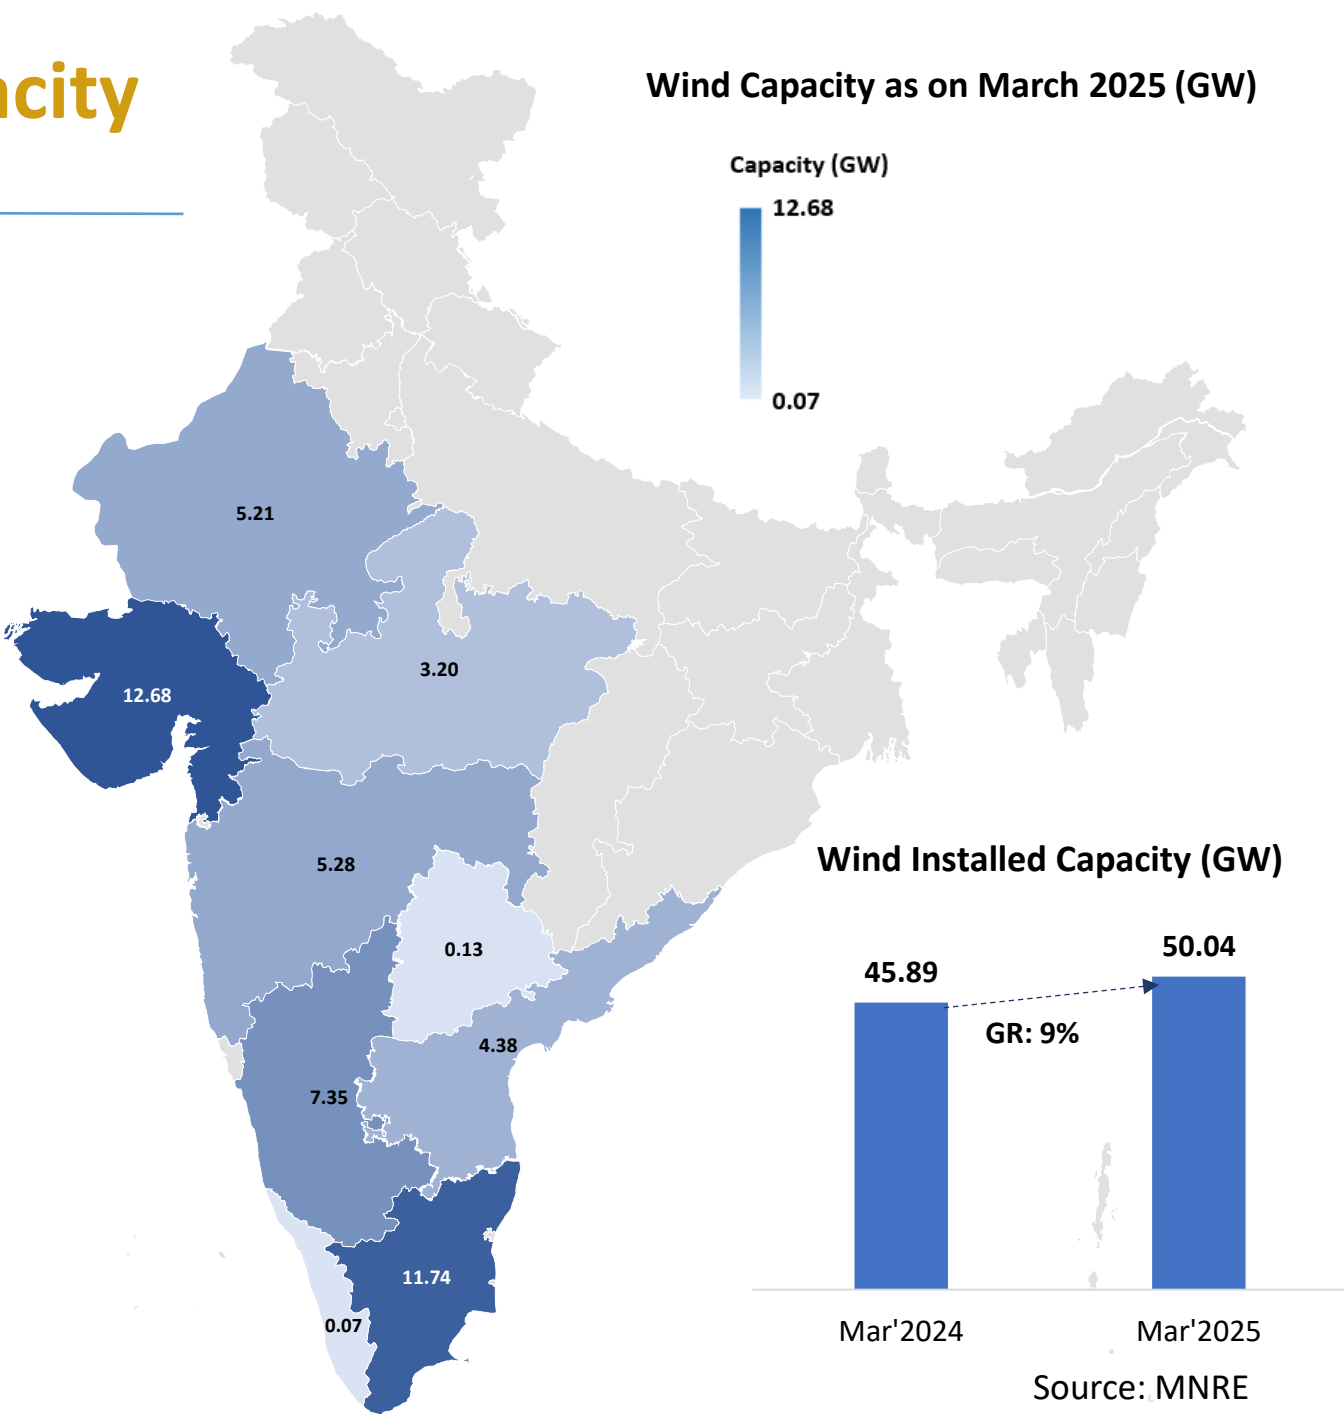 acity
Wind Capacity as on March 2025 (GW)
Capacity (GW)
12.68
0.07
5.21
3.20
12.68
5.28
0.13
4.38
7.35
11.74
0.07
Wind Installed Capacity (GW)
45.89
50.04
GR: 9%
Mar'2024
Mar'2025
Source: MNRE